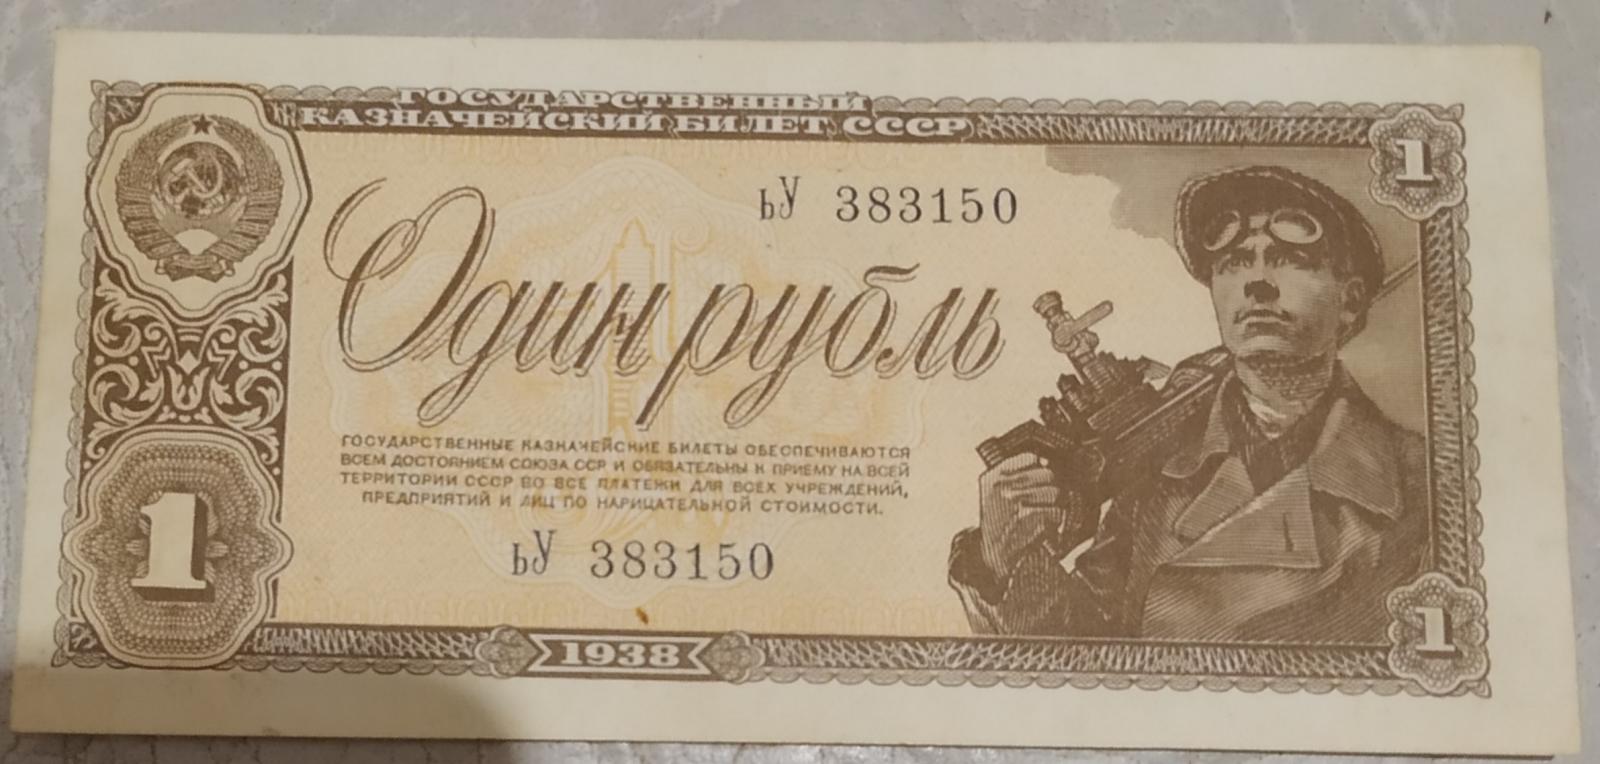 ГОСУДАРСТВЕННЫЙ
КАЗНАЧЕЙСКИЙ БИЛЕТ СССР
1
ьУ 383150
Один рубль
ГОСУДАРСТВЕННЫЕ КАЗНАЧЕЙСКИЕ БИЛЕТЫ ОБЕСПЕЧИВАЮТСЯ
ВСЕМ ДОСТОЯНИЕМ СОЮЗА ССР И ОБЯЗАТЕЛЬНЫ К ПРИЕМУ НА ВСЕЙ
ТЕРРИТОРИИ СССР ВО ВСЕ ПЛАТЕЖИ ДЛЯ ВСЕХ УЧРЕЖДЕНИЙ,
ПРЕДПРИЯТИЙ И ЛИЦ ПО НАРИЦАТЕЛЬНОЙ СТОИМОСТИ.
1
ьУ 383150
1
1938